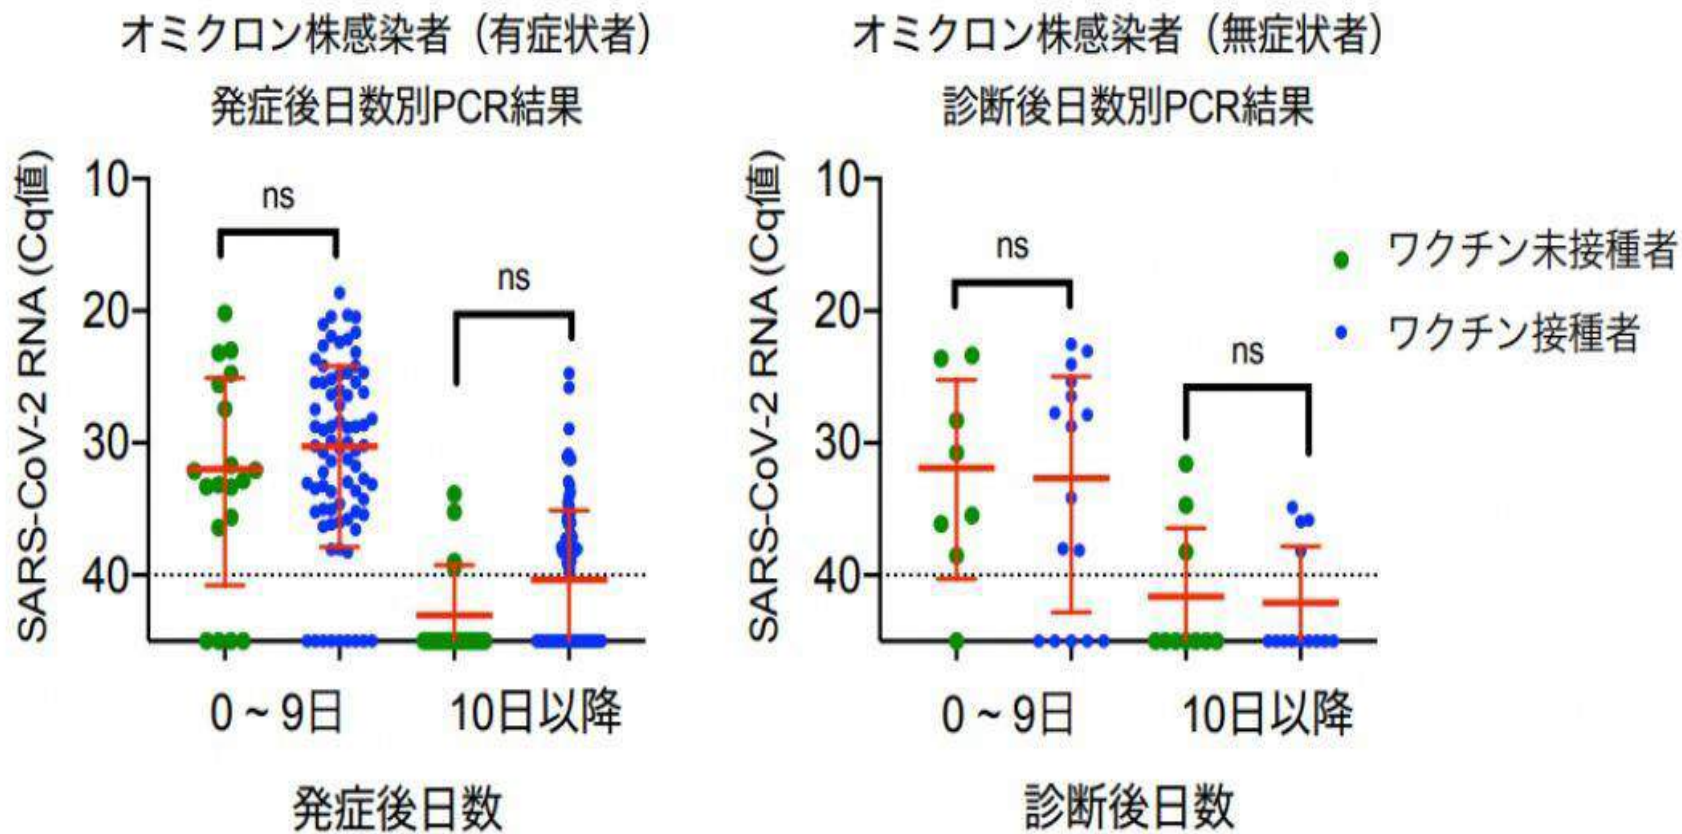 オミクロン株感染者（有症状者）
発症後日数別PCR結果
SARS-CoV-2 RNA (Cq値)
10
20
30
40
ns
ns
0 ~ 9日
10日以降
発症後日数
オミクロン株感染者（無症状者）
診断後日数別PCR結果
SARS-CoV-2 RNA (Cq値)
10
20
30
40
ns
ns
0 ~ 9日
10日以降
診断後日数
ワクチン未接種者
ワクチン接種者